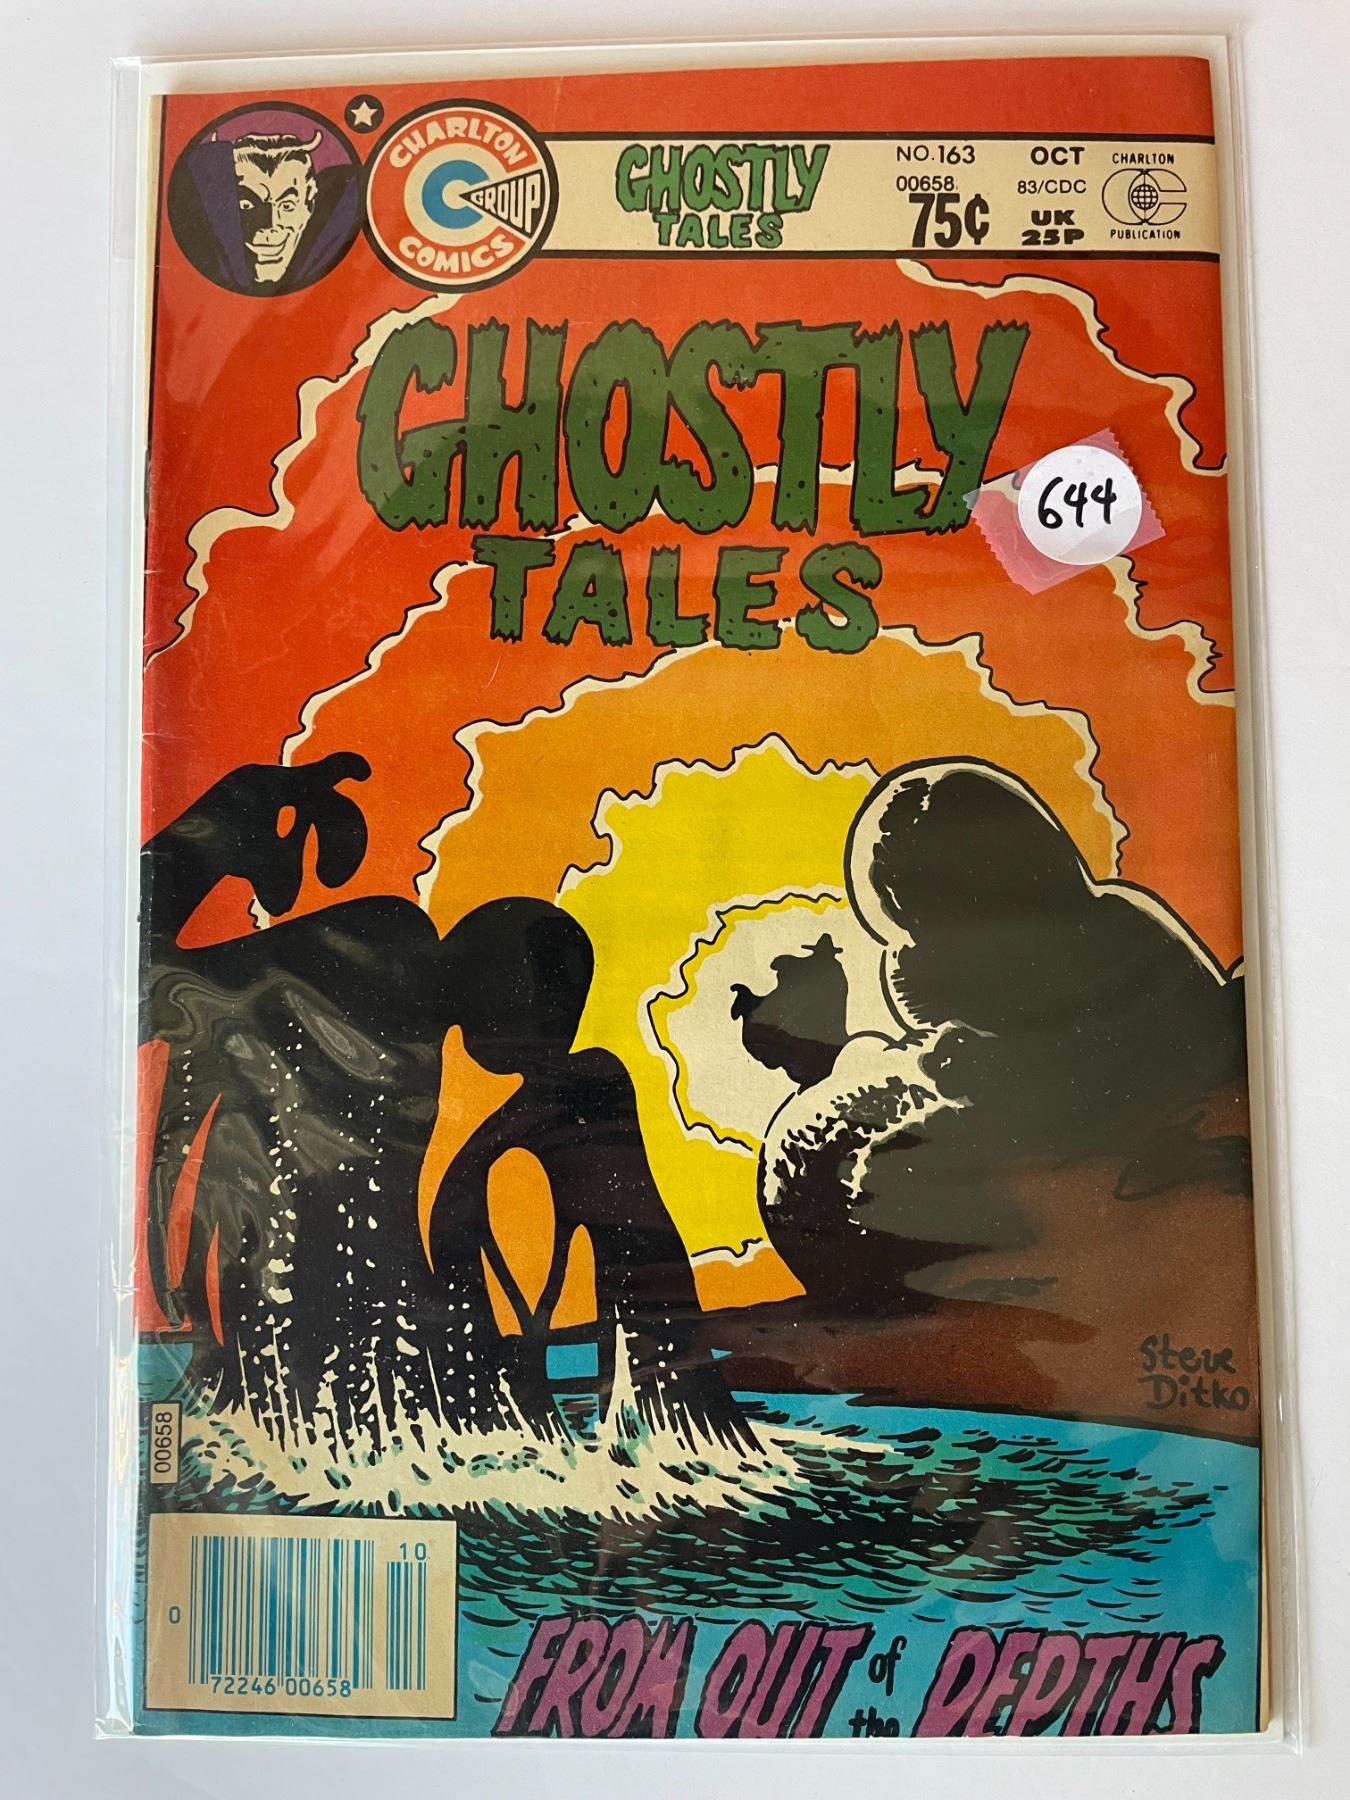 CHARLTON
COMICS
GROUP
C
GHOSTLY
TALES
NO. 163
00658
75¢
OCT
83/CDC
UK
25P
CHARLTON
PUBLICATION
GHOSTLY
TALES
644
Steve
Ditko
00658
10
0
72246 00658
FROM OUT of
the DEPTHS